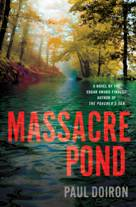 A NOVEL BY THE
EDGAR AWARD FINALIST
AUTHOR OF
THE POACHER'S SON
MASSACRE
POND
PAUL DOIRON